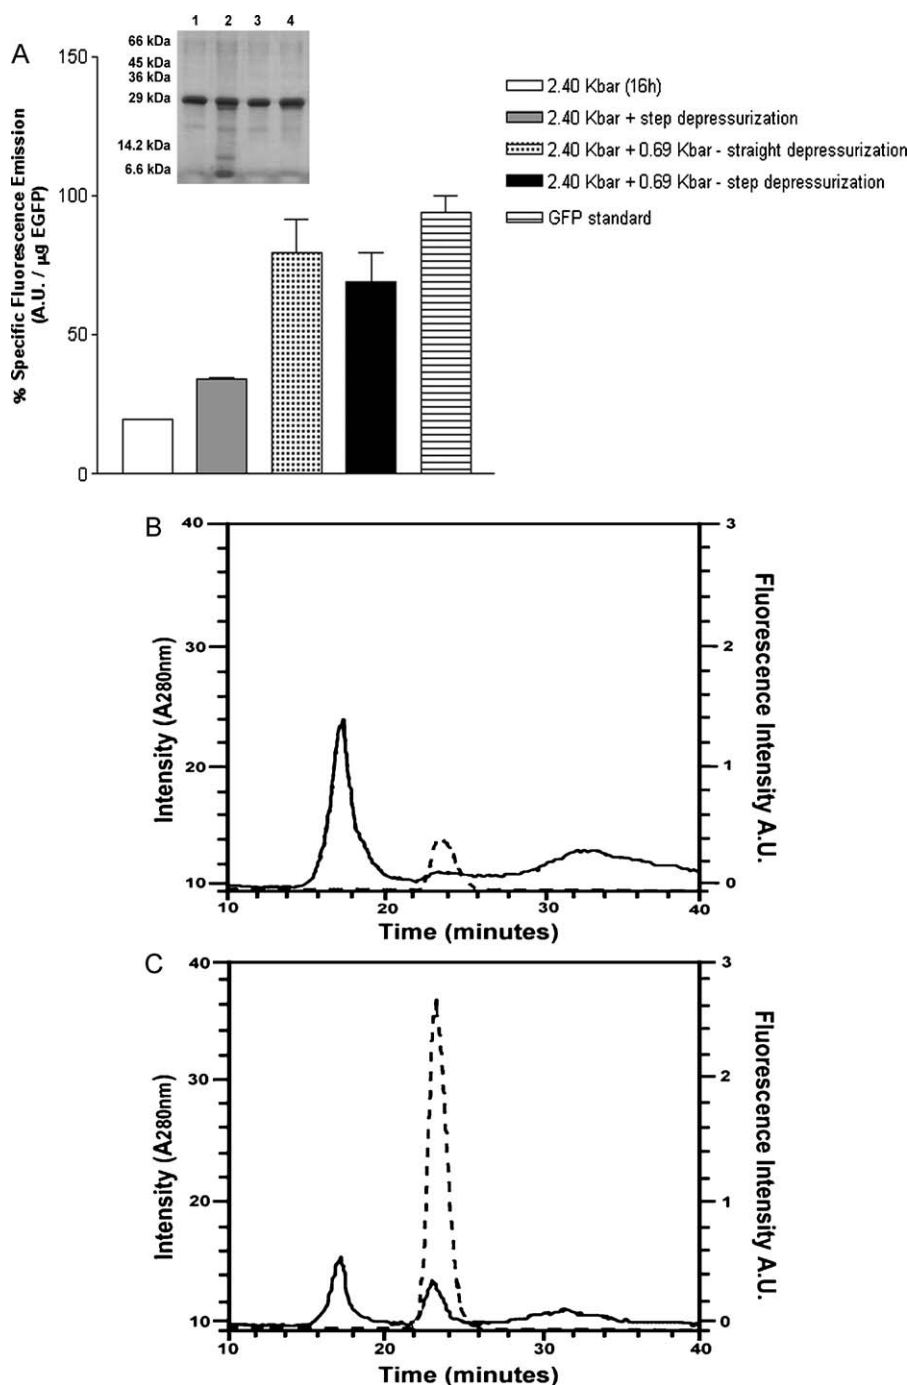 A
1 2 3 4
66 kDa
45 kDa
36 kDa
29 kDa
14.2 kDa
6.6 kDa
150
100
50
0
% Specific Fluorescence Emission
(A.U. / µg EGFP)
2.40 Kbar (16h)
2.40 Kbar + step depressurization
2.40 Kbar + 0.69 Kbar - straight depressurization
2.40 Kbar + 0.69 Kbar - step depressurization
GFP standard
B
40
30
20
10
Intensity (A280nm)
3
2
1
0
Fluorescence Intensity A.U.
10 20 30 40
Time (minutes)
C
40
30
20
10
Intensity (A280nm)
3
2
1
0
Fluorescence Intensity A.U.
10 20 30 40
Time (minutes)